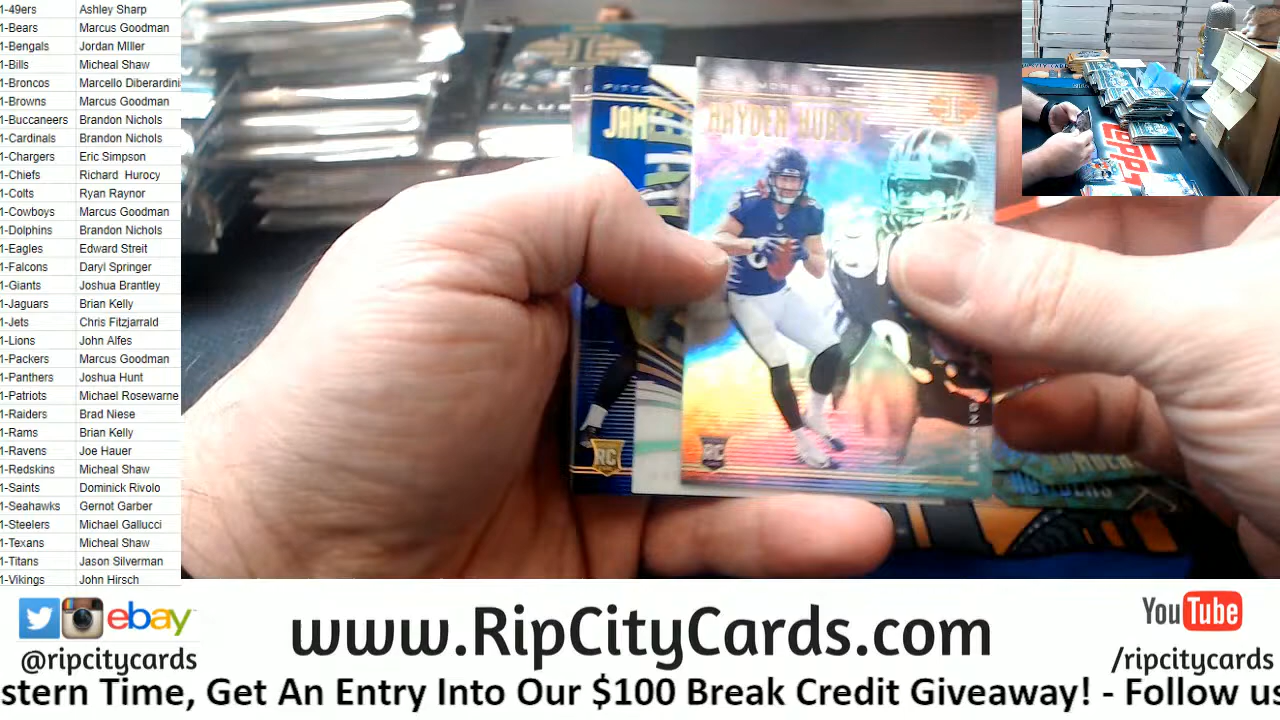 1-49ers Ashley Sharp
1-Bears Marcus Goodman
1-Bengals Jordan MIller
1-Bills Micheal Shaw
1-Broncos Marcello Diberardini
1-Browns Marcus Goodman
1-Buccaneers Brandon Nichols
1-Cardinals Brandon Nichols
1-Chargers Eric Simpson
1-Chiefs Richard Hurocy
1-Colts Ryan Raynor
1-Cowboys Marcus Goodman
1-Dolphins Brandon Nichols
1-Eagles Edward Streit
1-Falcons Daryl Springer
1-Giants Joshua Brantley
1-Jaguars Brian Kelly
1-Jets Chris Fitzjarrald
1-Lions John Alfes
1-Packers Marcus Goodman
1-Panthers Joshua Hunt
1-Patriots Michael Rosewarne
1-Raiders Brad Niese
1-Rams Brian Kelly
1-Ravens Joe Hauer
1-Redskins Micheal Shaw
1-Saints Dominick Rivolo
1-Seahawks Gernot Garber
1-Steelers Michael Gallucci
1-Texans Micheal Shaw
1-Titans Jason Silverman
1-Vikings John Hirsch
JAM
HAYDEN HURST
RC
RC
NUMBERS
Topps
ebay
@ripcitycards
www.RipCityCards.com
YouTube
/ripcitycards
stern Time, Get An Entry Into Our $100 Break Credit Giveaway! - Follow us